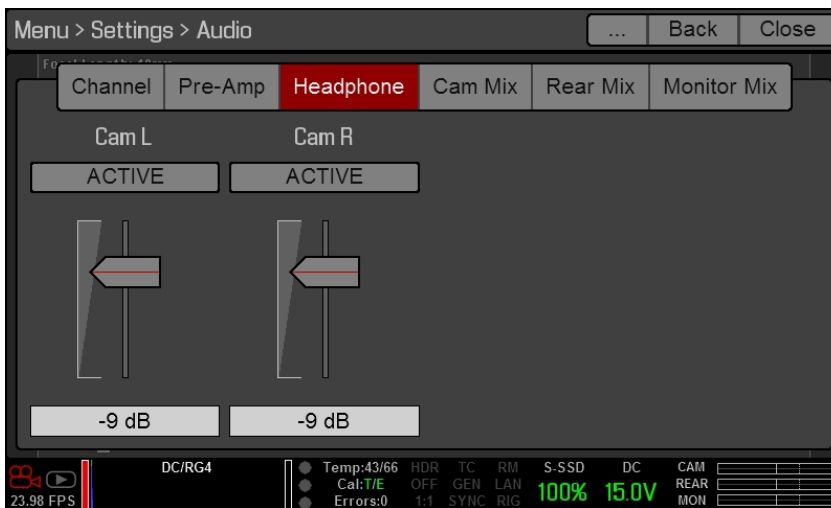 Menu > Settings > Audio ... Back Close
Channel Pre-Amp Headphone Cam Mix Rear Mix Monitor Mix
Cam L Cam R
ACTIVE ACTIVE
-9 dB -9 dB
DC/RG4 Temp:43/66 HDR TC RM S-SSD DC CAM
Cal:T/E OFF GEN LAN 100% 15.0V REAR
23.98 FPS Errors:0 1:1 SYNC RIG MON